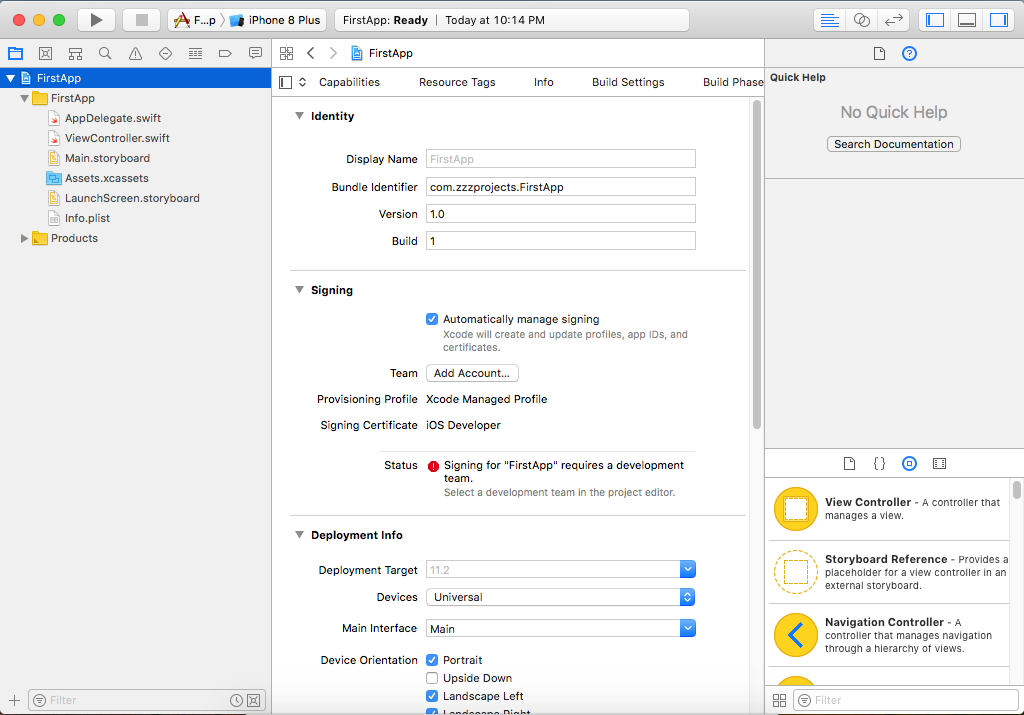 F...p
iPhone 8 Plus
FirstApp: Ready | Today at 10:14 PM
FirstApp
FirstApp
AppDelegate.swift
ViewController.swift
Main.storyboard
Assets.xcassets
LaunchScreen.storyboard
Info.plist
Products
Filter
FirstApp
Capabilities
Resource Tags
Info
Build Settings
Build Phase
Identity
Display Name FirstApp
Bundle Identifier com.zzzprojects.FirstApp
Version 1.0
Build 1
Signing
Automatically manage signing
Xcode will create and update profiles, app IDs, and
certificates.
Team Add Account...
Provisioning Profile Xcode Managed Profile
Signing Certificate iOS Developer
Status Signing for "FirstApp" requires a development
team.
Select a development team in the project editor.
Deployment Info
Deployment Target 11.2
Devices Universal
Main Interface Main
Device Orientation Portrait
Upside Down
Landscape Left
Landscape Right
Quick Help
No Quick Help
Search Documentation
{}
View Controller - A controller that
manages a view.
Storyboard Reference - Provides a
placeholder for a view controller in an
external storyboard.
Navigation Controller - A
controller that manages navigation
through a hierarchy of views.
Filter